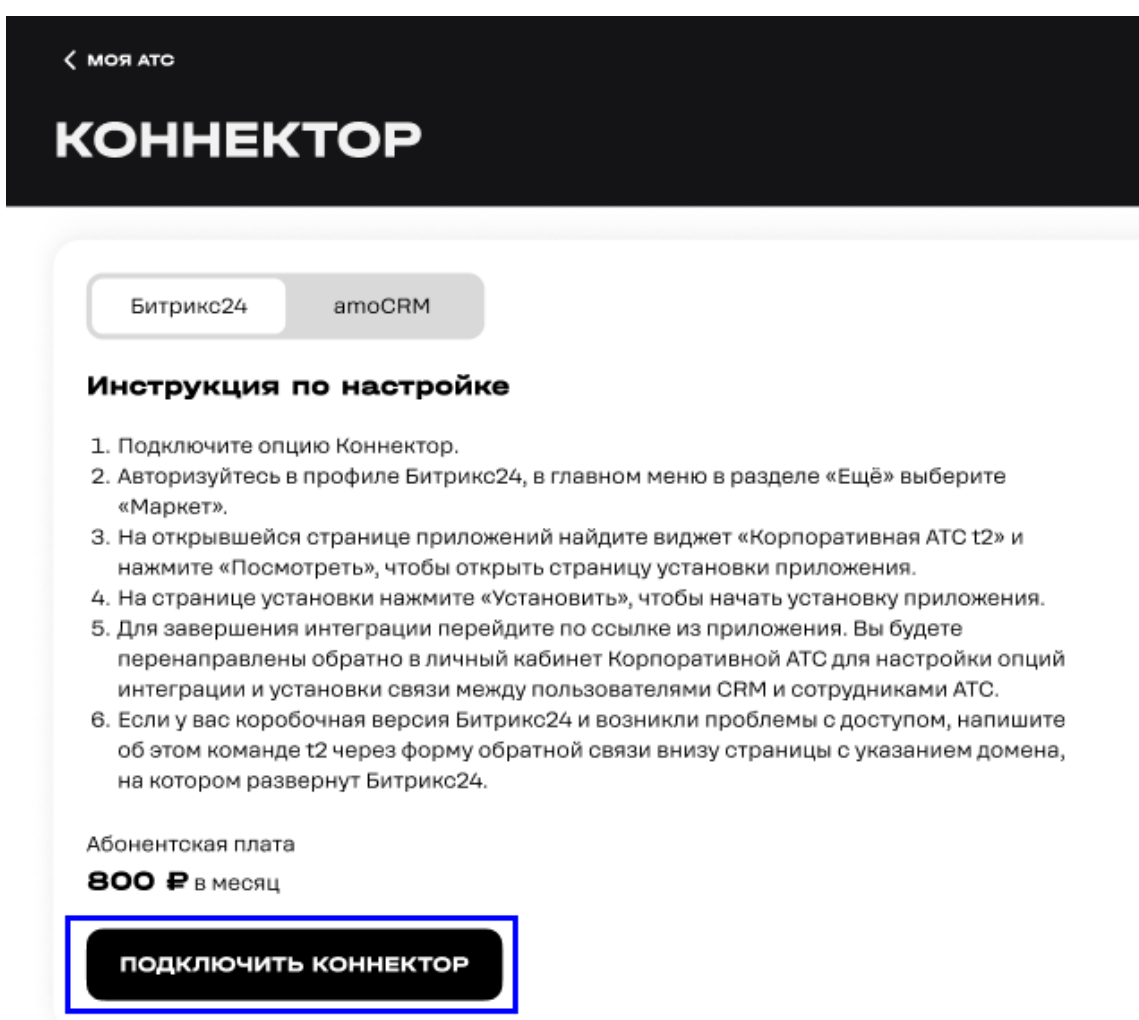 МОЯ АТС
КОННЕКТОР
Битрикс24 amoCRM
Инструкция по настройке
1. Подключите опцию Коннектор.
2. Авторизуйтесь в профиле Битрикс24, в главном меню в разделе «Ещё» выберите
«Маркет».
3. На открывшейся странице приложений найдите виджет «Корпоративная АТС t2» и
нажмите «Посмотреть», чтобы открыть страницу установки приложения.
4. На странице установки нажмите «Установить», чтобы начать установку приложения.
5. Для завершения интеграции перейдите по ссылке из приложения. Вы будете
перенаправлены обратно в личный кабинет Корпоративной АТС для настройки опций
интеграции и установки связи между пользователями CRM и сотрудниками АТС.
6. Если у вас коробочная версия Битрикс24 и возникли проблемы с доступом, напишите
об этом команде t2 через форму обратной связи внизу страницы с указанием домена,
на котором развернут Битрикс24.
Абонентская плата
800 ₽ в месяц
ПОДКЛЮЧИТЬ КОННЕКТОР